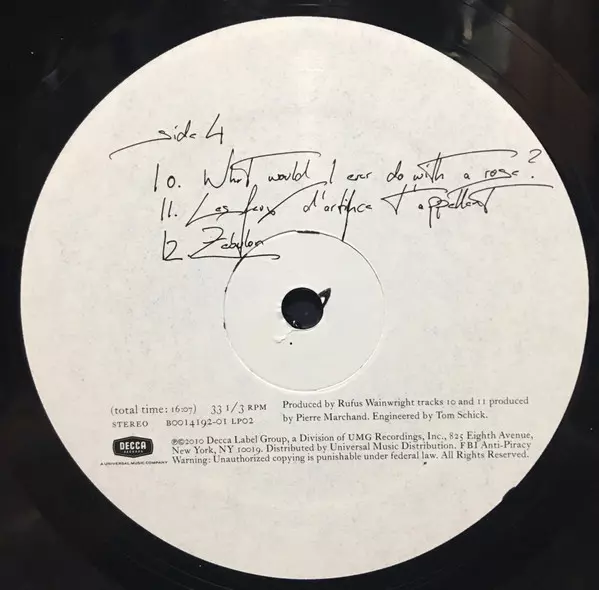 side 4
10. What would I ever do with a rose?
11. Les feux d'artifice t'appellent
12. Zebulon
(total time: 16:07) 33 1/3 RPM
STEREO B0014192-01 LP02
Produced by Rufus Wainwright tracks 10 and 11 produced
by Pierre Marchand. Engineered by Tom Schick.
DECCA
RECORDS
A UNIVERSAL MUSIC COMPANY
℗©2010 Decca Label Group, a Division of UMG Recordings, Inc., 825 Eighth Avenue,
New York, NY 10019. Distributed by Universal Music Distribution. FBI Anti-Piracy
Warning: Unauthorized copying is punishable under federal law. All Rights Reserved.